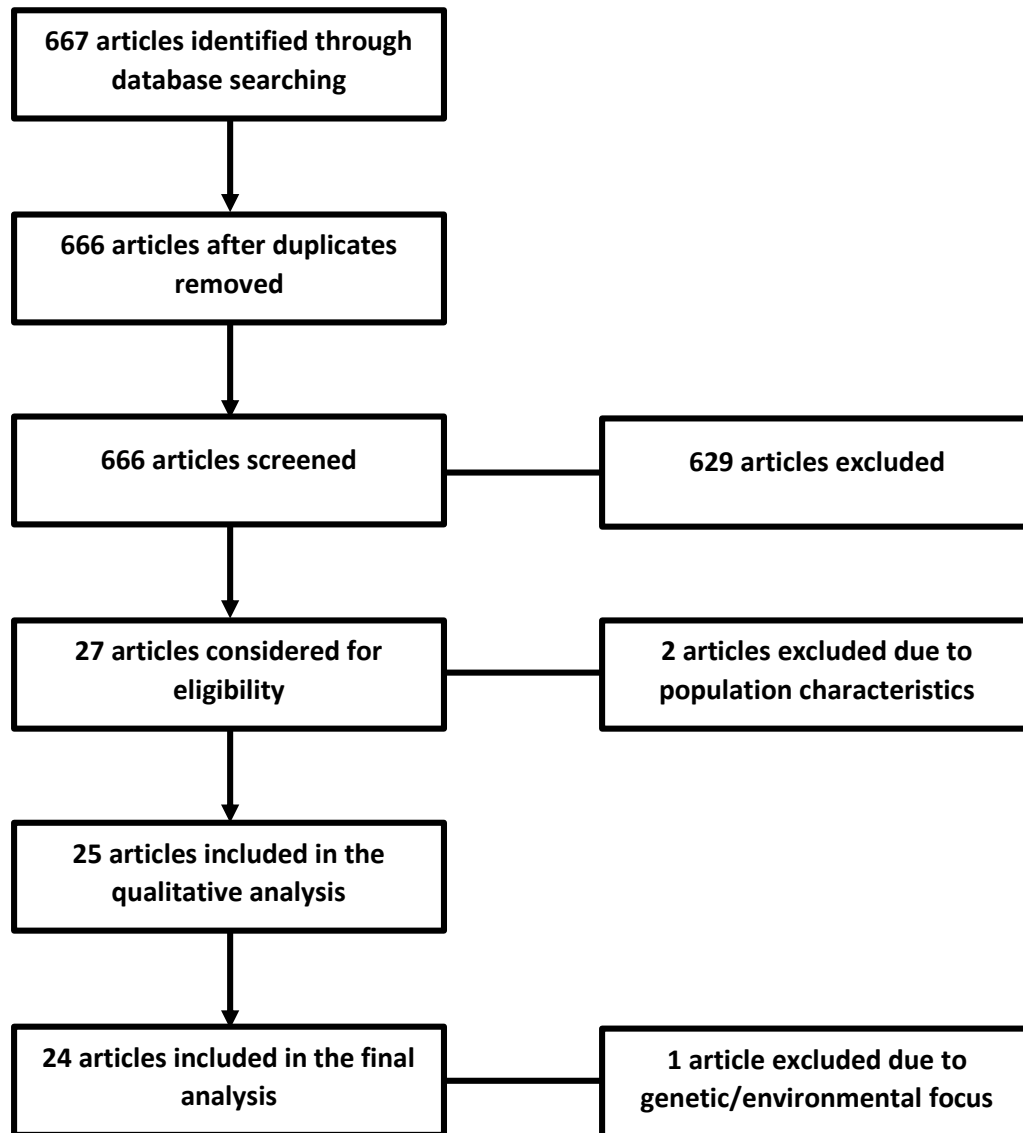 667 articles identified through
database searching
666 articles after duplicates
removed
666 articles screened
629 articles excluded
27 articles considered for
eligibility
2 articles excluded due to
population characteristics
25 articles included in the
qualitative analysis
24 articles included in the final
analysis
1 article excluded due to
genetic/environmental focus